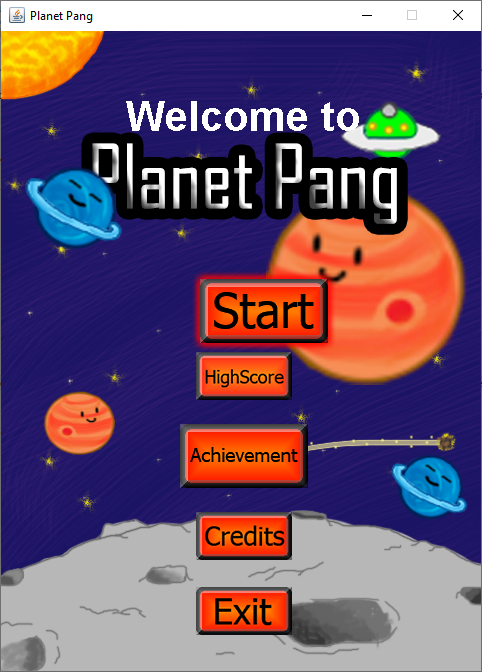 Planet Pang
Welcome to
Planet Pang
Start
HighScore
Achievement
Credits
Exit